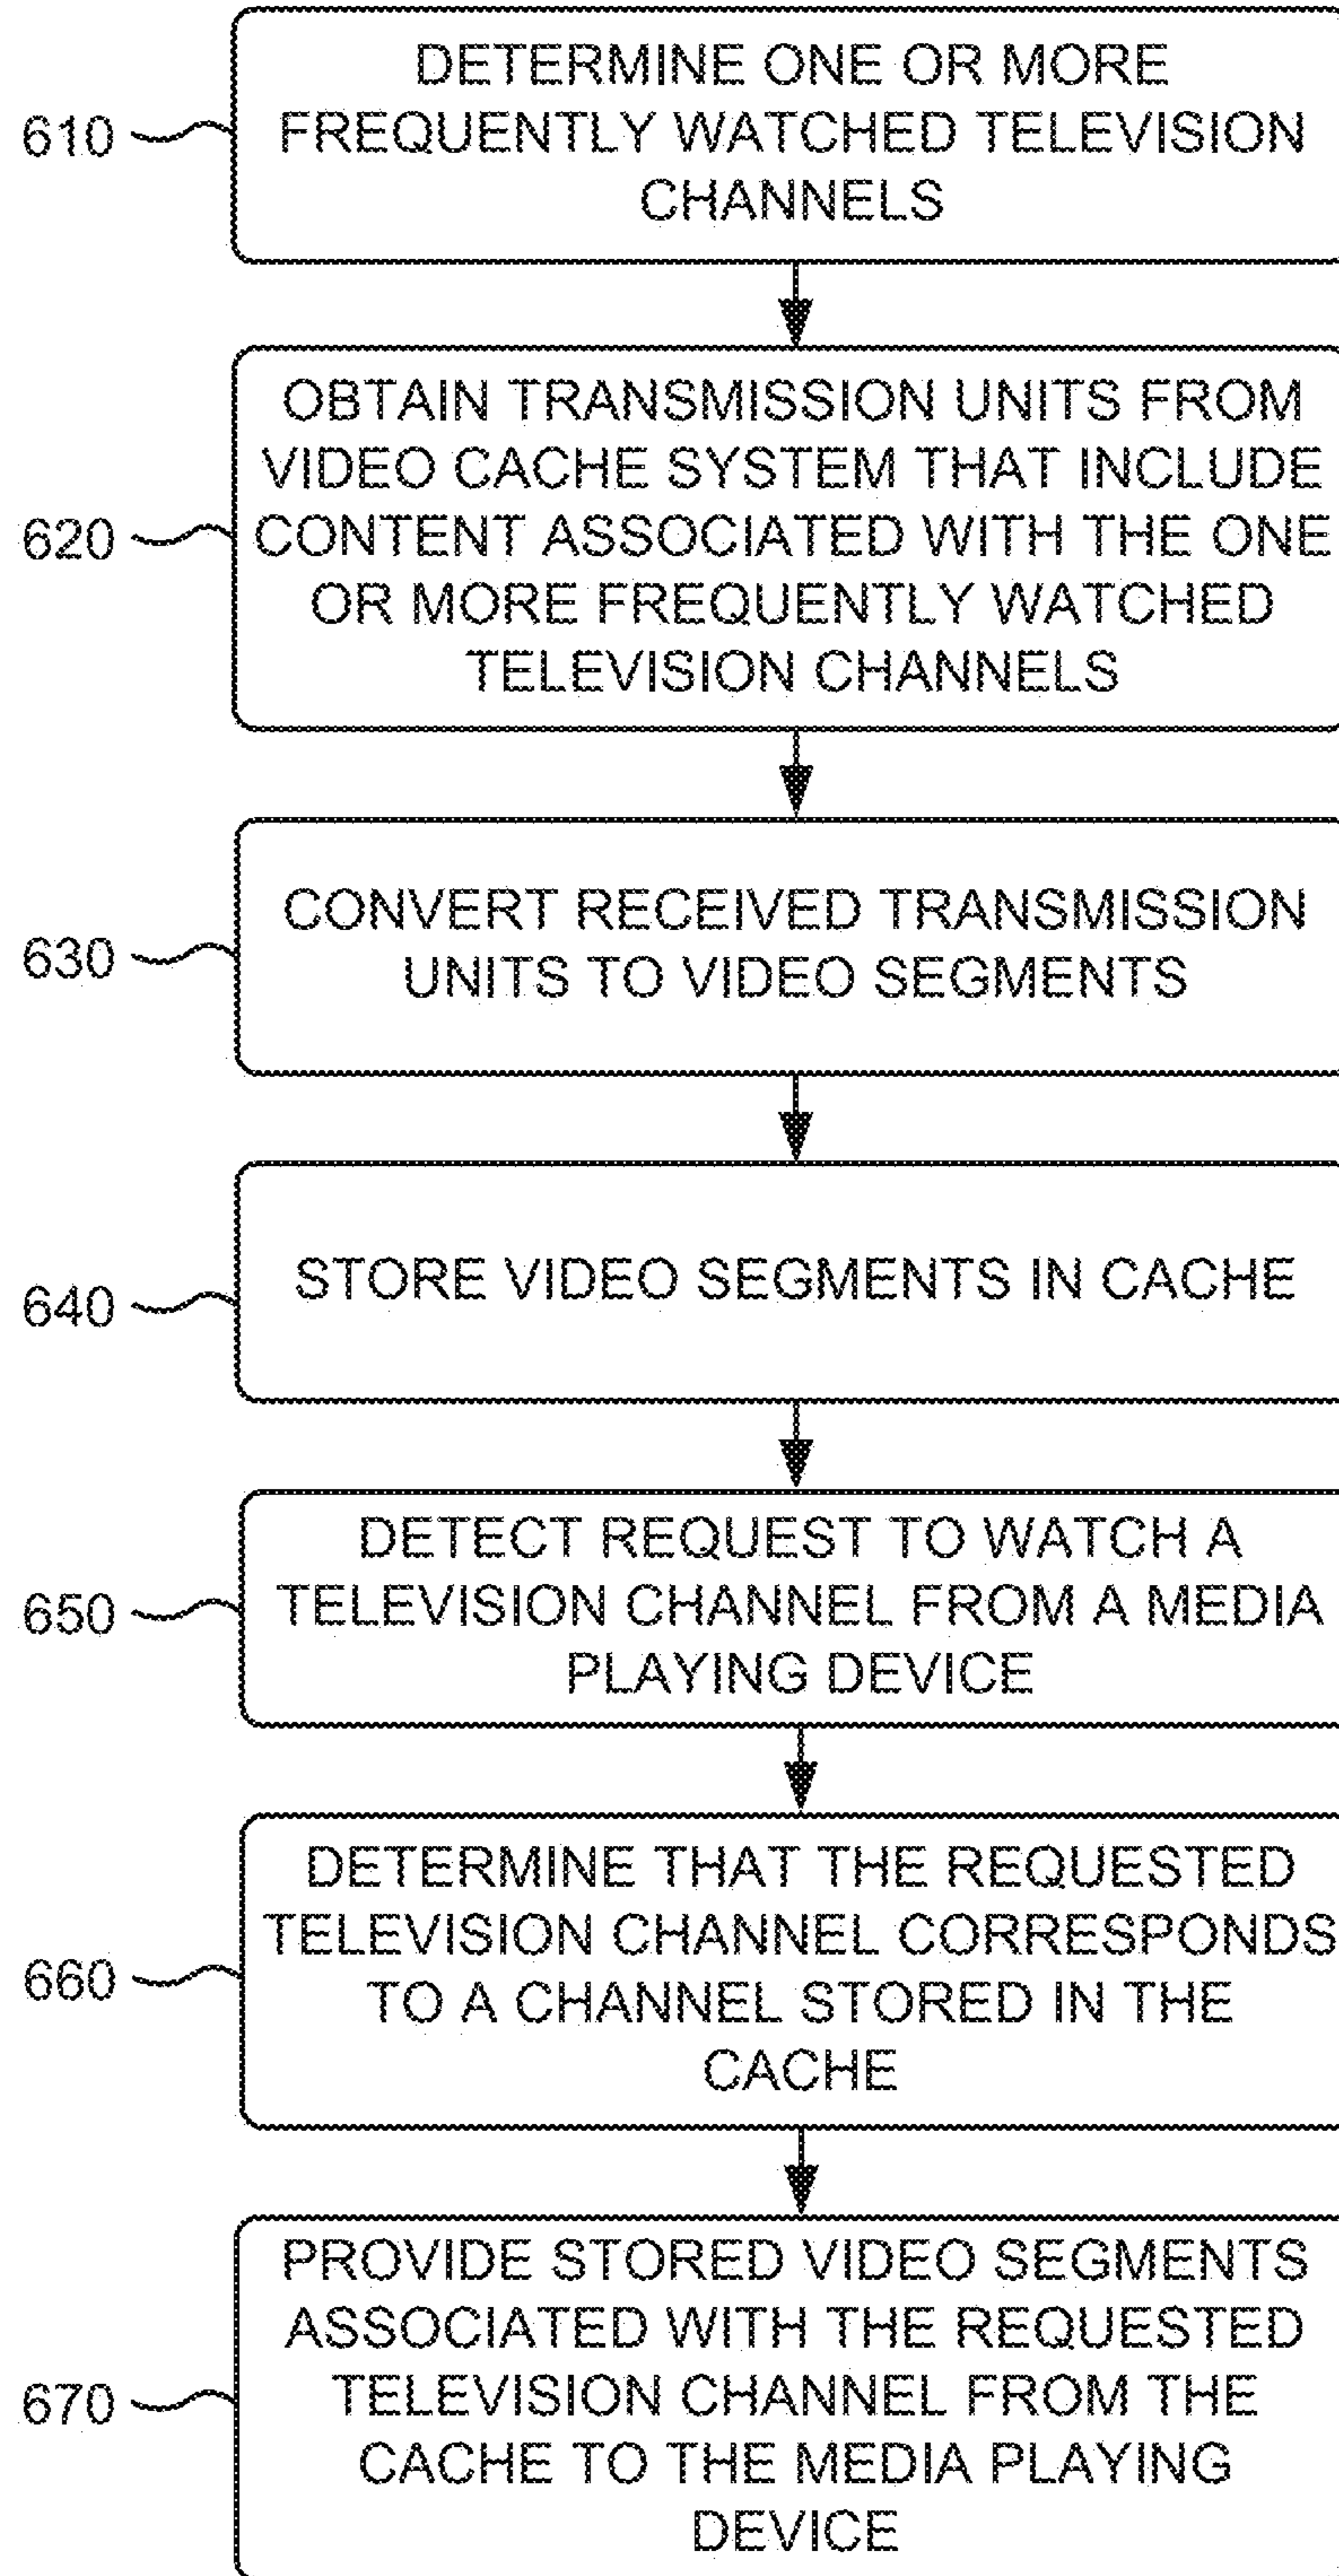 610
DETERMINE ONE OR MORE
FREQUENTLY WATCHED TELEVISION
CHANNELS
620
OBTAIN TRANSMISSION UNITS FROM
VIDEO CACHE SYSTEM THAT INCLUDE
CONTENT ASSOCIATED WITH THE ONE
OR MORE FREQUENTLY WATCHED
TELEVISION CHANNELS
630
CONVERT RECEIVED TRANSMISSION
UNITS TO VIDEO SEGMENTS
640
STORE VIDEO SEGMENTS IN CACHE
650
DETECT REQUEST TO WATCH A
TELEVISION CHANNEL FROM A MEDIA
PLAYING DEVICE
660
DETERMINE THAT THE REQUESTED
TELEVISION CHANNEL CORRESPONDS
TO A CHANNEL STORED IN THE
CACHE
670
PROVIDE STORED VIDEO SEGMENTS
ASSOCIATED WITH THE REQUESTED
TELEVISION CHANNEL FROM THE
CACHE TO THE MEDIA PLAYING
DEVICE